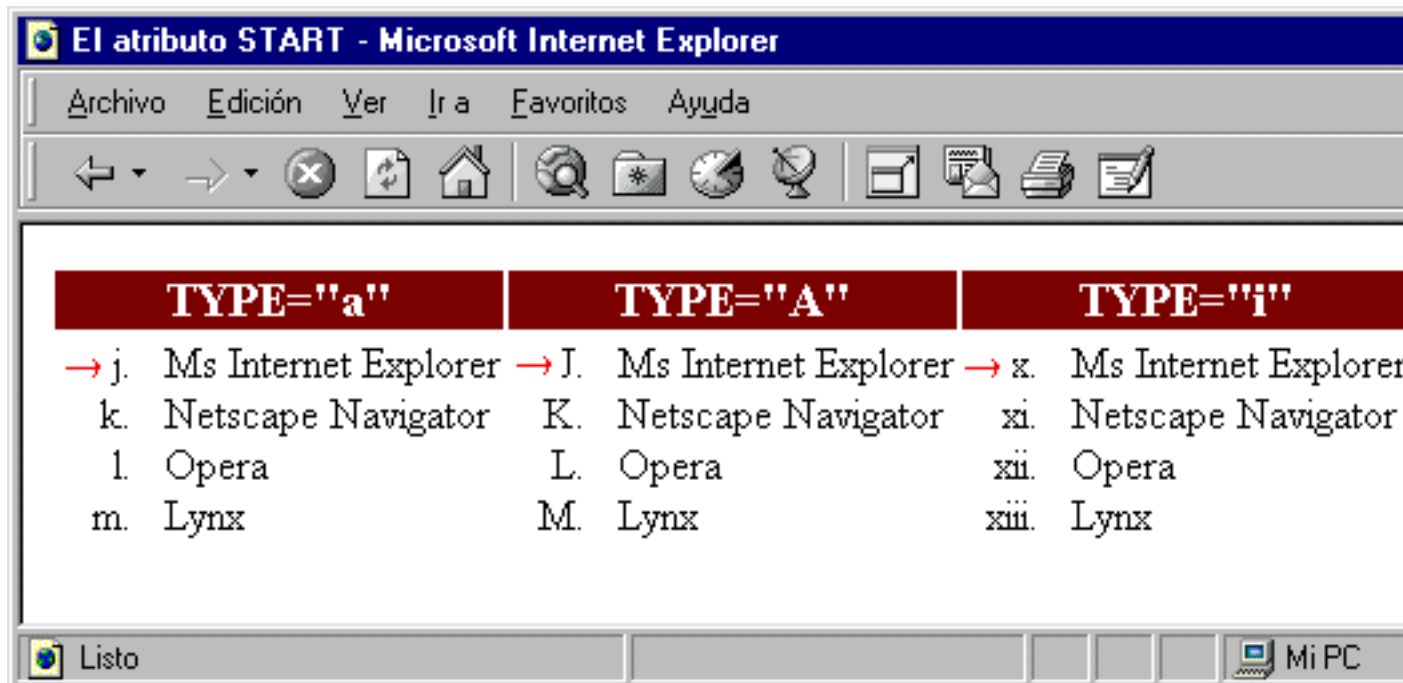 El atributo START - Microsoft Internet Explorer
Archivo Edición Ver Ir a Favoritos Ayuda
TYPE="a" TYPE="A" TYPE="i"
→ j. Ms Internet Explorer → J. Ms Internet Explorer → x. Ms Internet Explorer
k. Netscape Navigator K. Netscape Navigator xi. Netscape Navigator
l. Opera L. Opera xii. Opera
m. Lynx M. Lynx xiii. Lynx
Listo Mi PC